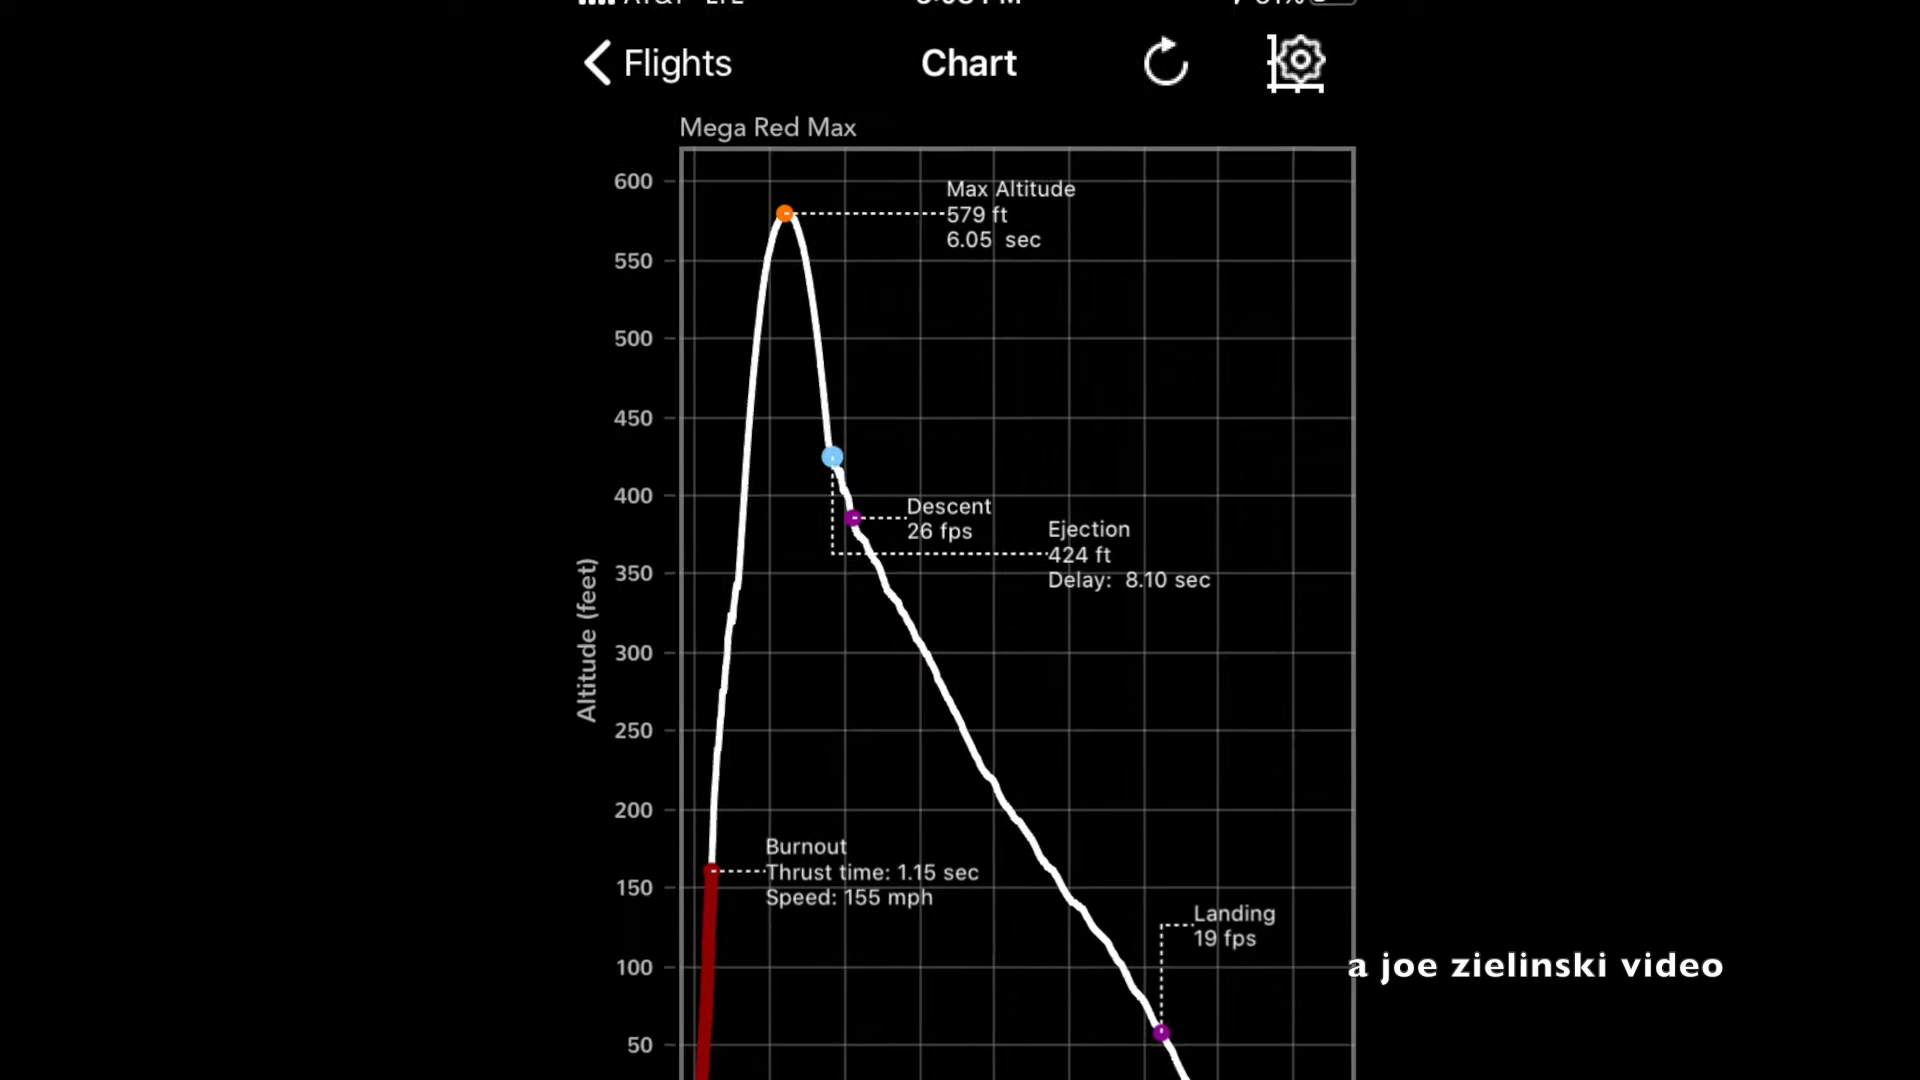 Flights
Chart
Mega Red Max
600
Max Altitude
579 ft
6.05 sec
550
500
450
400
Descent
26 fps
Ejection
424 ft
Delay: 8.10 sec
350
Altitude (feet)
300
250
200
Burnout
Thrust time: 1.15 sec
Speed: 155 mph
150
Landing
19 fps
100
a joe zielinski video
50